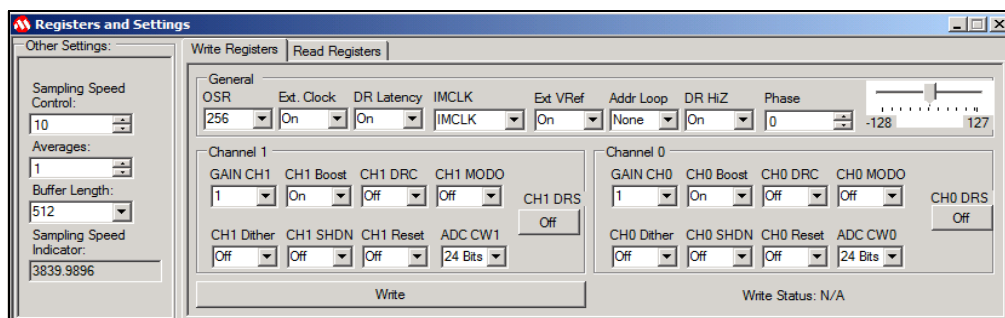 Registers and Settings
Other Settings:
Sampling Speed
Control:
10
Averages:
1
Buffer Length:
512
Sampling Speed
Indicator:
3839.9896
Write Registers Read Registers
General
OSR Ext. Clock DR Latency IMCLK Ext VRef Addr Loop DR HiZ Phase
256 On On IMCLK On None On 0 -128 127
Channel 1
GAIN CH1 CH1 Boost CH1 DRC CH1 MODO
1 On Off Off
CH1 DRS
Off
CH1 Dither CH1 SHDN CH1 Reset ADC CW1
Off Off Off 24 Bits
Channel 0
GAIN CH0 CH0 Boost CH0 DRC CH0 MODO
1 On Off Off
CH0 DRS
Off
CH0 Dither CH0 SHDN CH0 Reset ADC CW0
Off Off Off 24 Bits
Write
Write Status: N/A